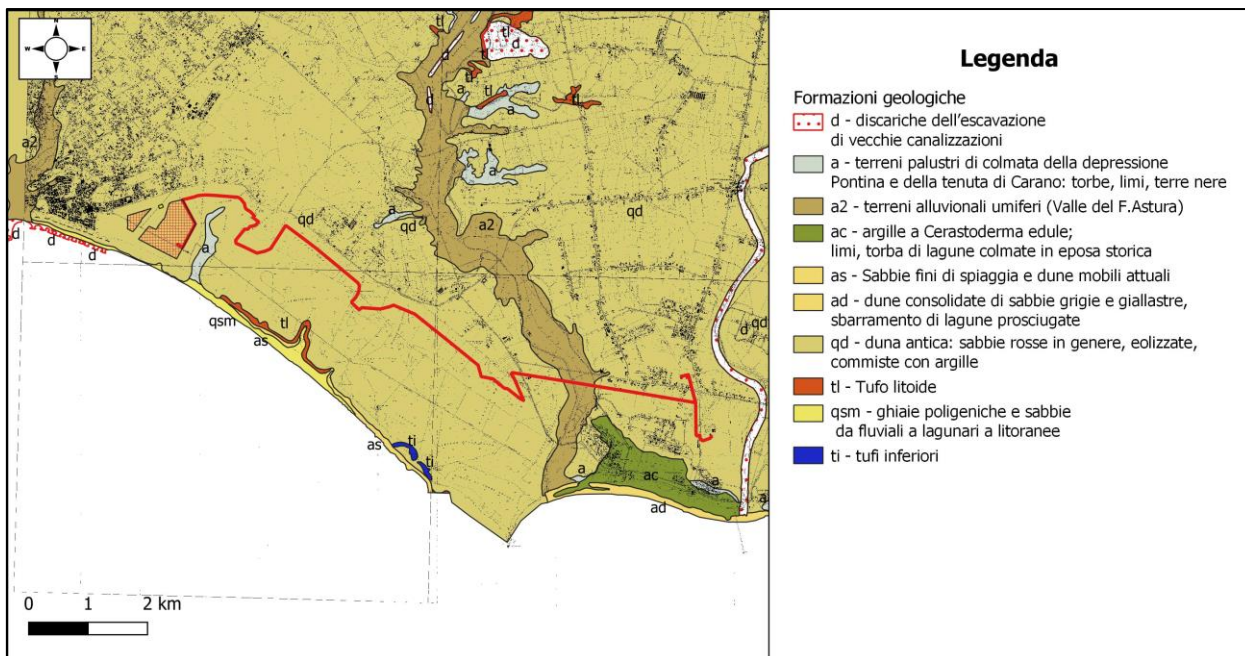 N
W E
S
tl
tl
d
d
tl
tl
d
a
tl
a
tl
a2
a
a
qd
qd
qd
a2
a
d
d
d
d
qd
qsm
tl
as
as
ti
ti
a
ac
a
a
ad
0 1 2 km
Legenda
Formazioni geologiche
d - discariche dell'escavazione
di vecchie canalizzazioni
a - terreni palustri di colmata della depressione
Pontina e della tenuta di Carano: torbe, limi, terre nere
a2 - terreni alluvionali umiferi (Valle del F.Astura)
ac - argille a Cerastoderma edule;
limi, torba di lagune colmate in eposa storica
as - Sabbie fini di spiaggia e dune mobili attuali
ad - dune consolidate di sabbie grigie e giallastre,
sbarramento di lagune prosciugate
qd - duna antica: sabbie rosse in genere, eolizzate,
commiste con argille
tl - Tufo litoide
qsm - ghiaie poligeniche e sabbie
da fluviali a lagunari a litoranee
ti - tufi inferiori